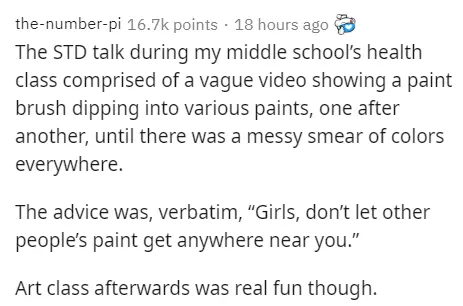 the-number-pi 16.7k points · 18 hours ago
The STD talk during my middle school’s health
class comprised of a vague video showing a paint
brush dipping into various paints, one after
another, until there was a messy smear of colors
everywhere.
The advice was, verbatim, “Girls, don’t let other
people’s paint get anywhere near you.”
Art class afterwards was real fun though.